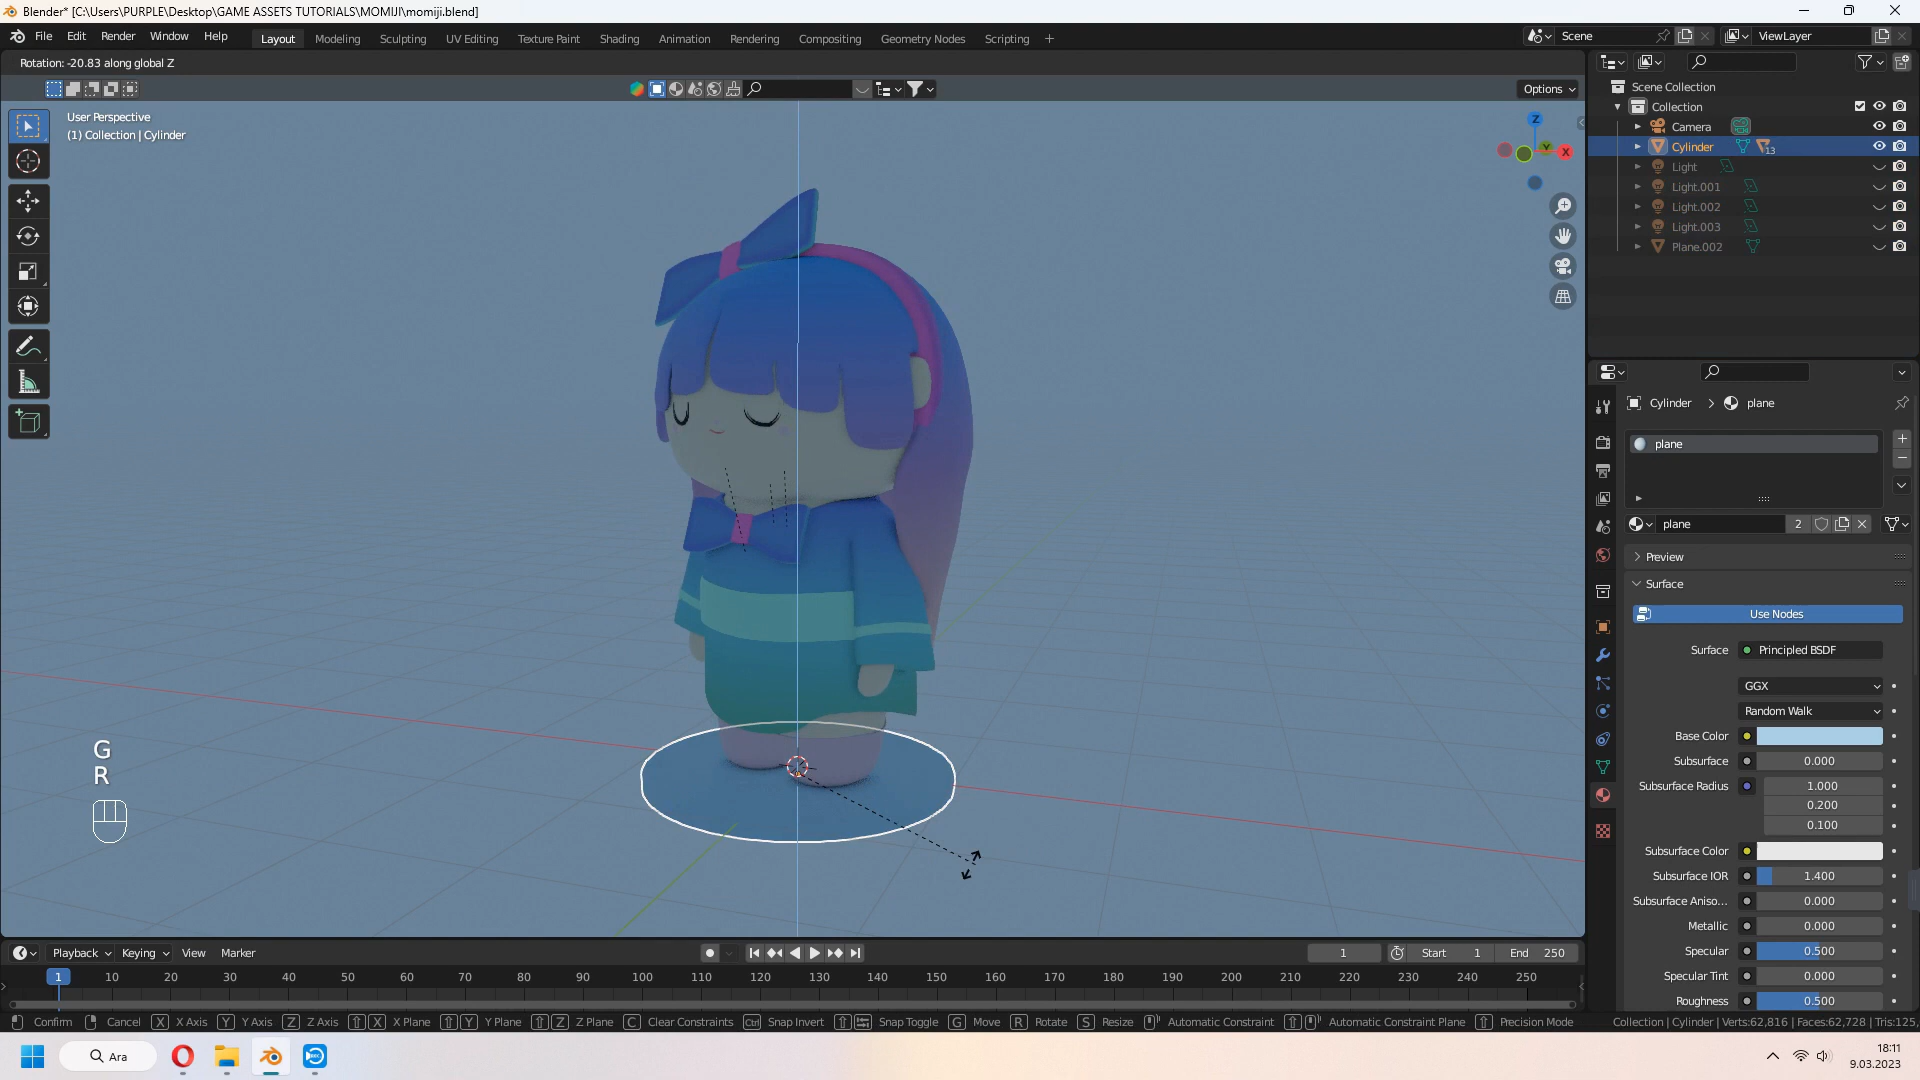 Blender* [C:\Users\PURPLE\Desktop\GAME ASSETS TUTORIALS\MOMIJI\momiji.blend]
File Edit Render Window Help Layout Modeling Sculpting UV Editing Texture Paint Shading Animation Rendering Compositing Geometry Nodes Scripting + Scene ViewLayer
Rotation: -20.83 along global Z
Options
User Perspective
(1) Collection | Cylinder
Z
Y
X
G
R
Scene Collection
Collection
Camera
Cylinder 13
Light
Light.001
Light.002
Light.003
Plane.002
Cylinder > plane
plane
plane 2
Preview
Surface
Use Nodes
Surface Principled BSDF
GGX
Random Walk
Base Color
Subsurface 0.000
Subsurface Radius 1.000
0.200
0.100
Subsurface Color
Subsurface IOR 1.400
Subsurface Aniso... 0.000
Metallic 0.000
Specular 0.500
Specular Tint 0.000
Roughness 0.500
Playback Keying View Marker 1 Start 1 End 250
1 10 20 30 40 50 60 70 80 90 100 110 120 130 140 150 160 170 180 190 200 210 220 230 240 250
Confirm Cancel X X Axis Y Y Axis Z Z Axis X X Plane Y Y Plane Z Z Plane C Clear Constraints Ctrl Snap Invert Snap Toggle G Move R Rotate S Resize Automatic Constraint Automatic Constraint Plane Precision Mode Collection | Cylinder | Verts:62,816 | Faces:62,728 | Tris:125,
Ara
18:11
9.03.2023